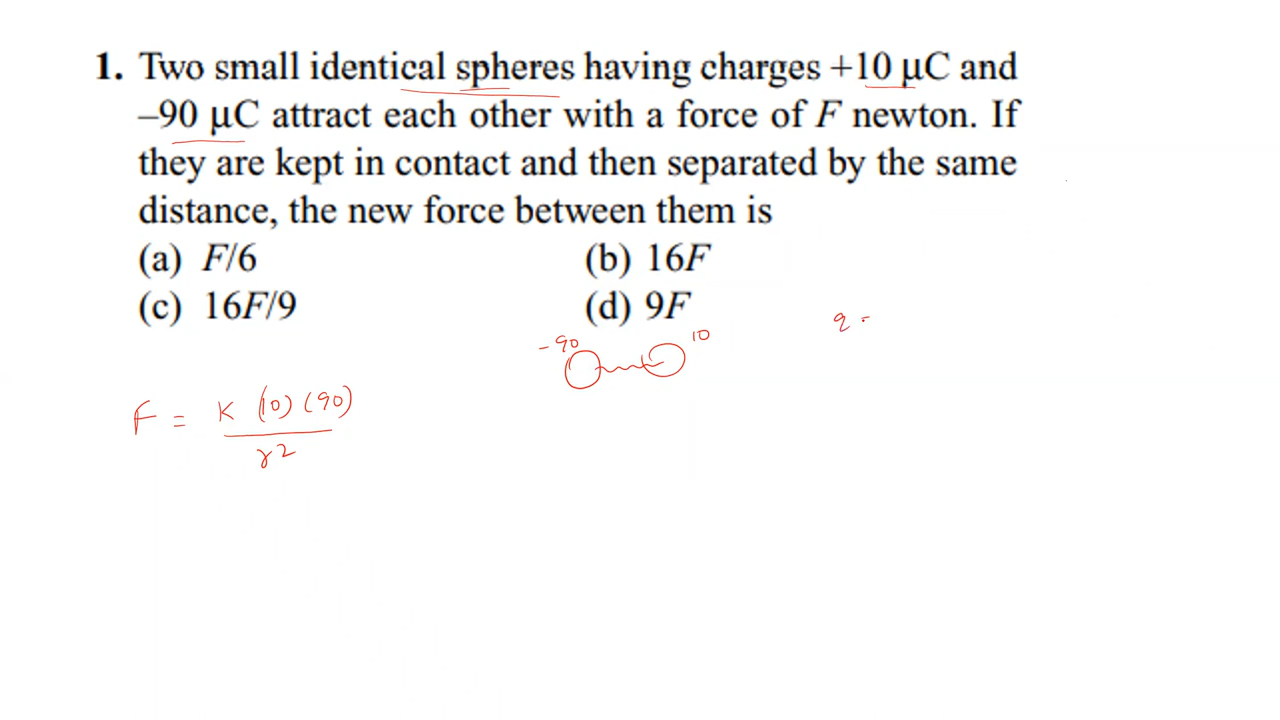 1. Two small identical spheres having charges +10 μC and
–90 μC attract each other with a force of F newton. If
they are kept in contact and then separated by the same
distance, the new force between them is
(a) F/6 (b) 16F
(c) 16F/9 (d) 9F
– 90 10
q =
F = K (10) (90)
r2